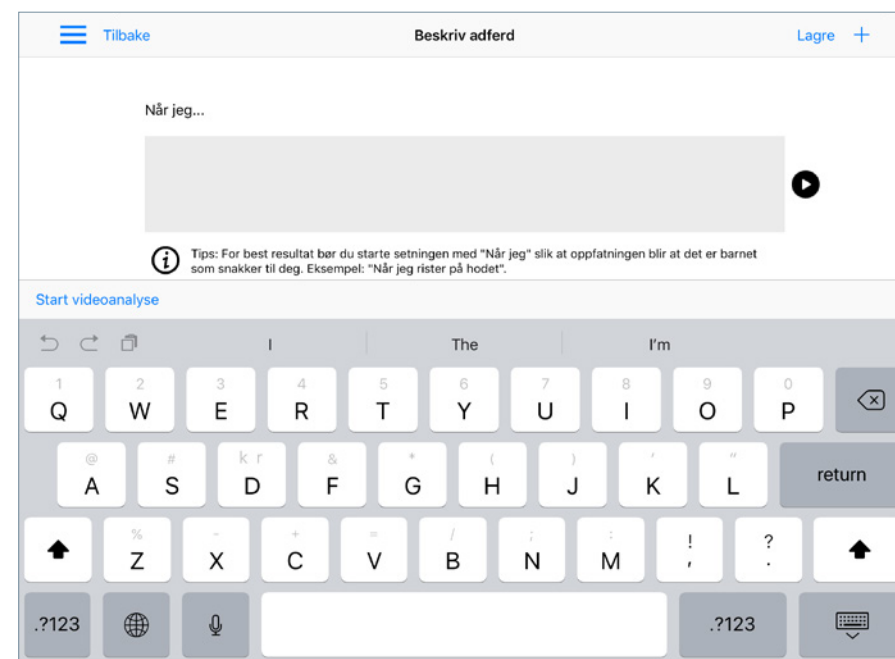 Tilbake Beskriv adferd Lagre +
Når jeg...
i Tips: For best resultat bør du starte setningen med "Når jeg" slik at oppfatningen blir at det er barnet
som snakker til deg. Eksempel: "Når jeg rister på hodet".
Start videoanalyse
I The I'm
1 2 3 4 5 6 7 8 9 0
Q W E R T Y U I O P
@ # k r & * ( ) ' "
A S D F G H J K L return
% - + = / ; : ! ?
Z X C V B N M , .
.?123 .?123